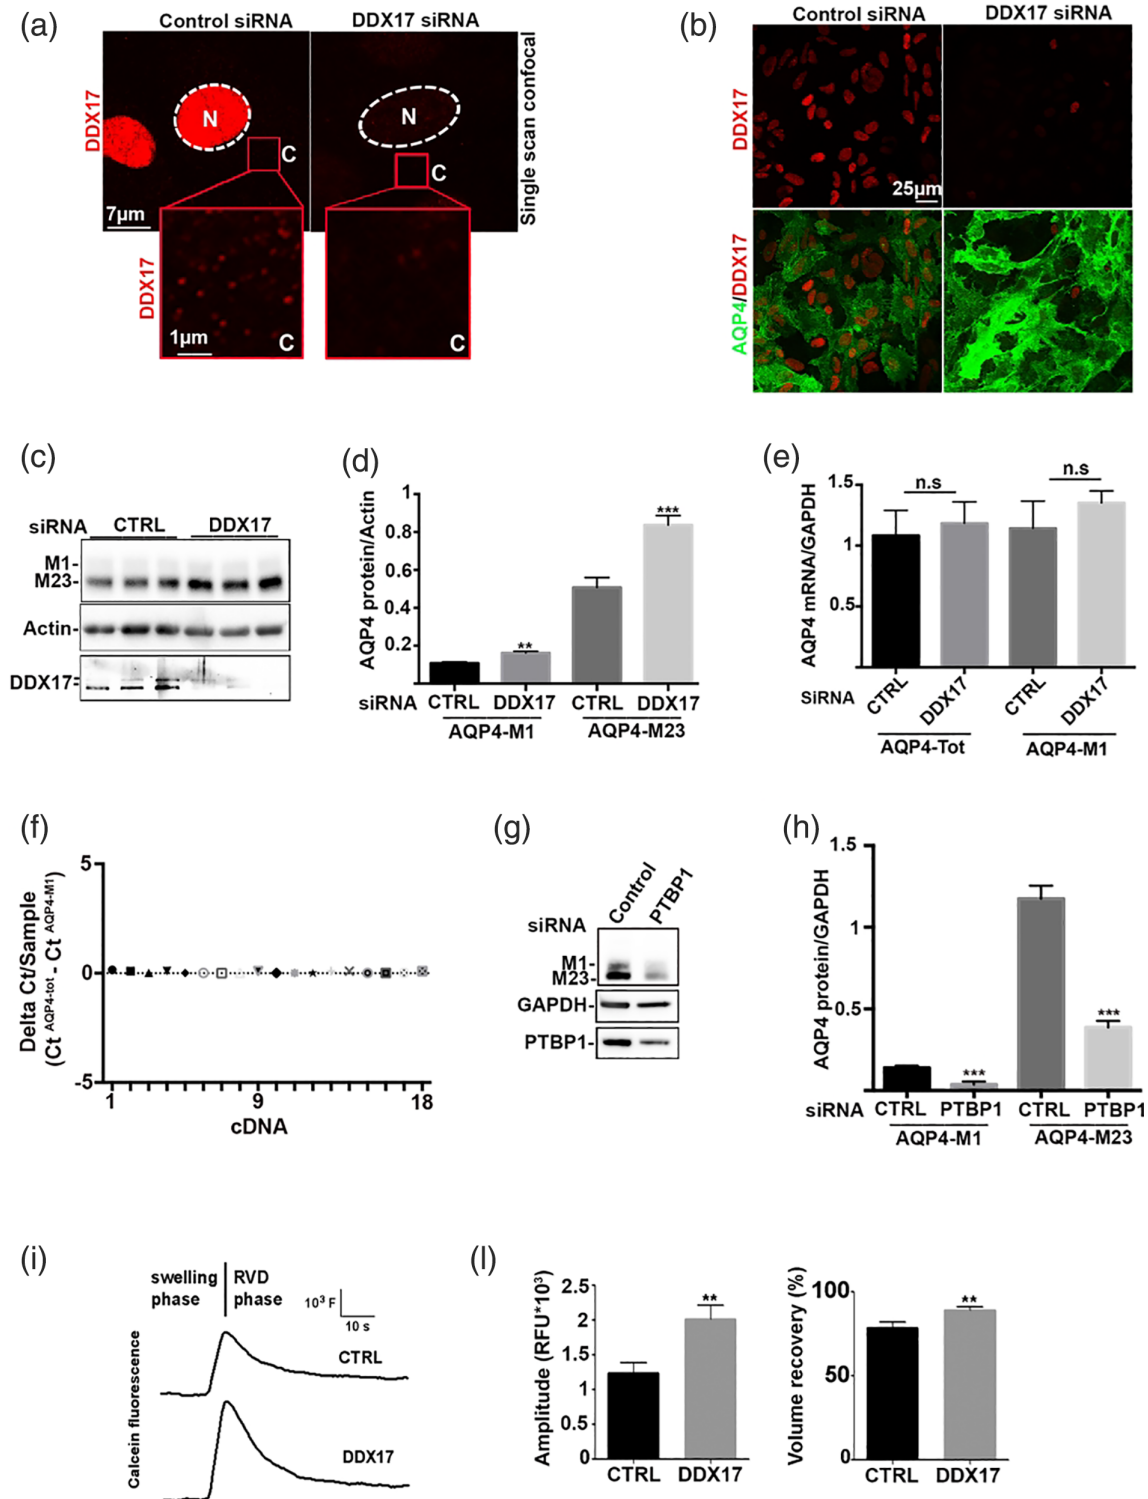 (a)
Control siRNA
DDX17 siRNA
DDX17
N
C
N
C
7µm
Single scan confocal
DDX17
1µm
C
C
(b)
Control siRNA
DDX17 siRNA
DDX17
25µm
AQP4/DDX17
(c)
siRNA CTRL DDX17
M1-
M23-
Actin-
DDX17
(d)
AQP4 protein/Actin
1
0.8
0.6
0.4
0.2
**
***
siRNA CTRL DDX17 CTRL DDX17
AQP4-M1 AQP4-M23
(e)
AQP4 mRNA/GAPDH
1.5
1
0.5
n.s
n.s
SiRNA CTRL DDX17 CTRL DDX17
AQP4-Tot AQP4-M1
(f)
Delta Ct/Sample
(Ct AQP4-tot - Ct AQP4-M1)
5
0
-5
1 9 18
cDNA
(g)
siRNA Control PTBP1
M1-
M23-
GAPDH-
PTBP1-
(h)
AQP4 protein/GAPDH
1.5
1
0.5
0
***
***
siRNA CTRL PTBP1 CTRL PTBP1
AQP4-M1 AQP4-M23
(i)
swelling phase
RVD phase
10³ F
10 s
Calcein fluorescence
CTRL
DDX17
(l)
Amplitude (RFU*10³)
2.5
2
1.5
1
0.5
0
**
CTRL DDX17
Volume recovery (%)
100
50
0
**
CTRL DDX17